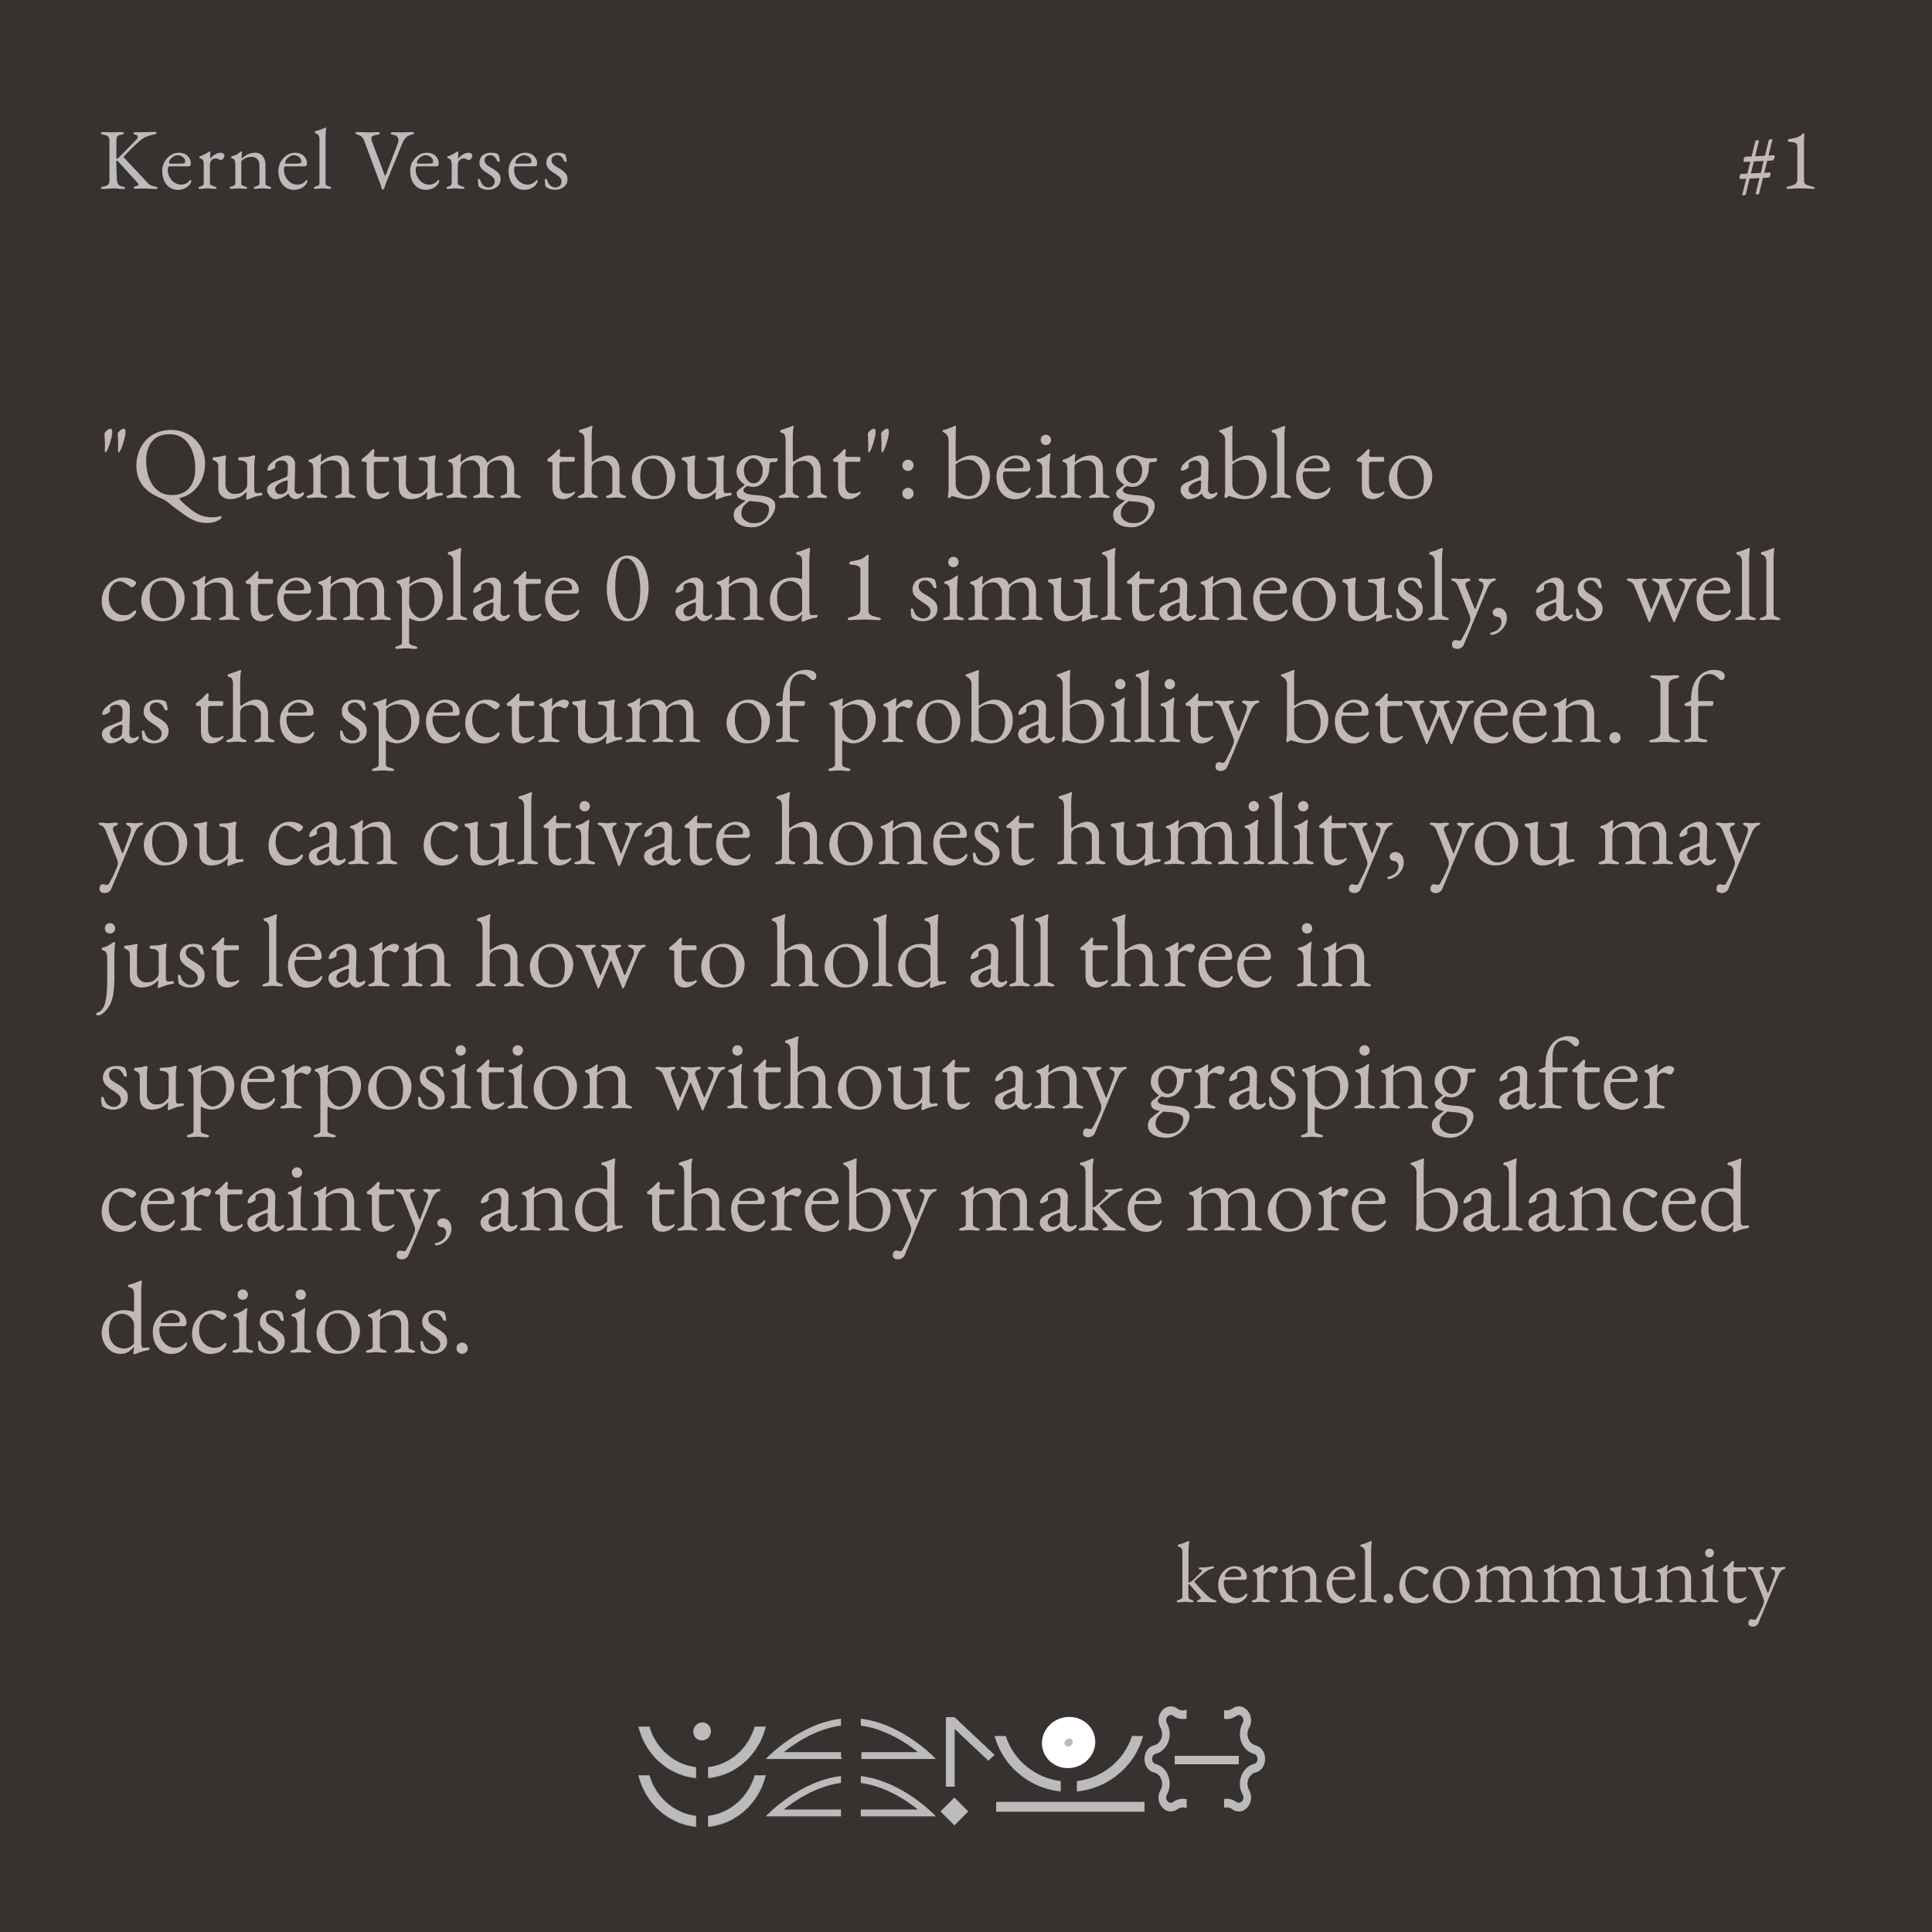 Kernel Verses #1
"Quantum thought": being able to
contemplate 0 and 1 simultaneously, as well
as the spectrum of probability between. If
you can cultivate honest humility, you may
just learn how to hold all three in
superposition without any grasping after
certainty, and thereby make more balanced
decisions.
kernel.community